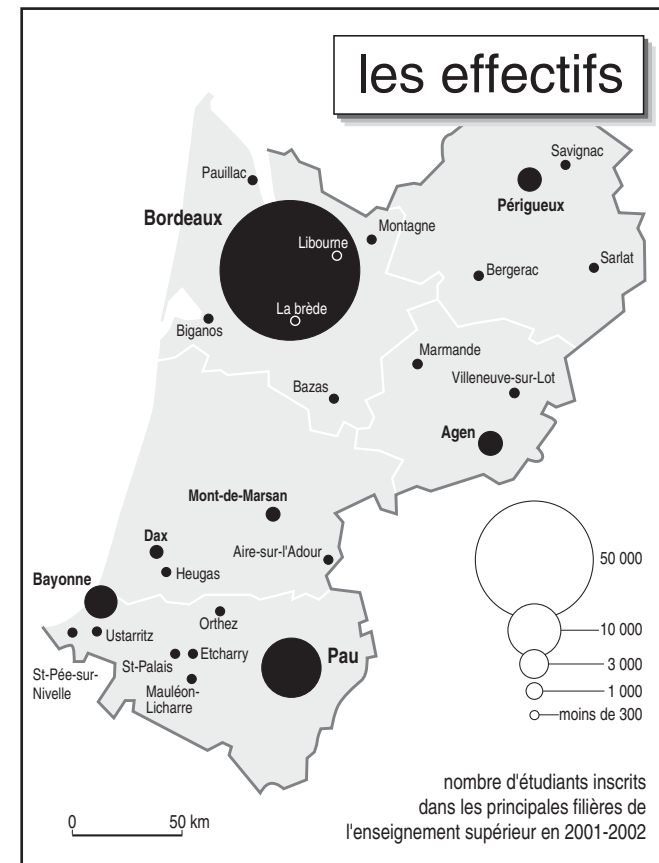 les effectifs
Savignac
Pauillac
Périgueux
Bordeaux
Montagne
Libourne
Sarlat
Bergerac
La brède
Biganos
Marmande
Villeneuve-sur-Lot
Bazas
Agen
Mont-de-Marsan
Dax
Aire-sur-l'Adour
Heugas
Bayonne
Orthez
Ustarritz
St-Palais
Etcharry
Pau
St-Pée-sur-
Nivelle
Mauléon-
Licharre
50 000
10 000
3 000
1 000
moins de 300
nombre d'étudiants inscrits
dans les principales filières de
l'enseignement supérieur en 2001-2002
0
50 km